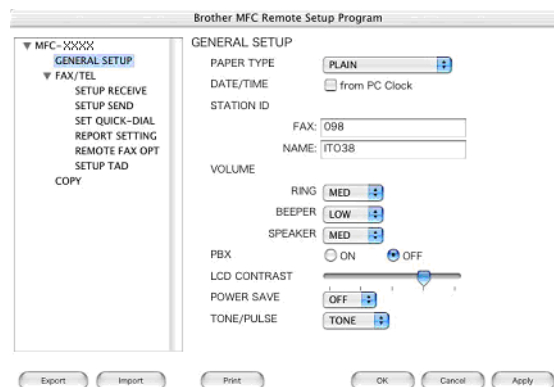 Brother MFC Remote Setup Program
MFC-XXXX
GENERAL SETUP
FAX/TEL
SETUP RECEIVE
SETUP SEND
SET QUICK-DIAL
REPORT SETTING
REMOTE FAX OPT
SETUP TAD
COPY
GENERAL SETUP
PAPER TYPE PLAIN
DATE/TIME from PC Clock
STATION ID
FAX: 098
NAME: ITO38
VOLUME
RING MED
BEEPER LOW
SPEAKER MED
PBX ON OFF
LCD CONTRAST
POWER SAVE OFF
TONE/PULSE TONE
Export Import Print OK Cancel Apply